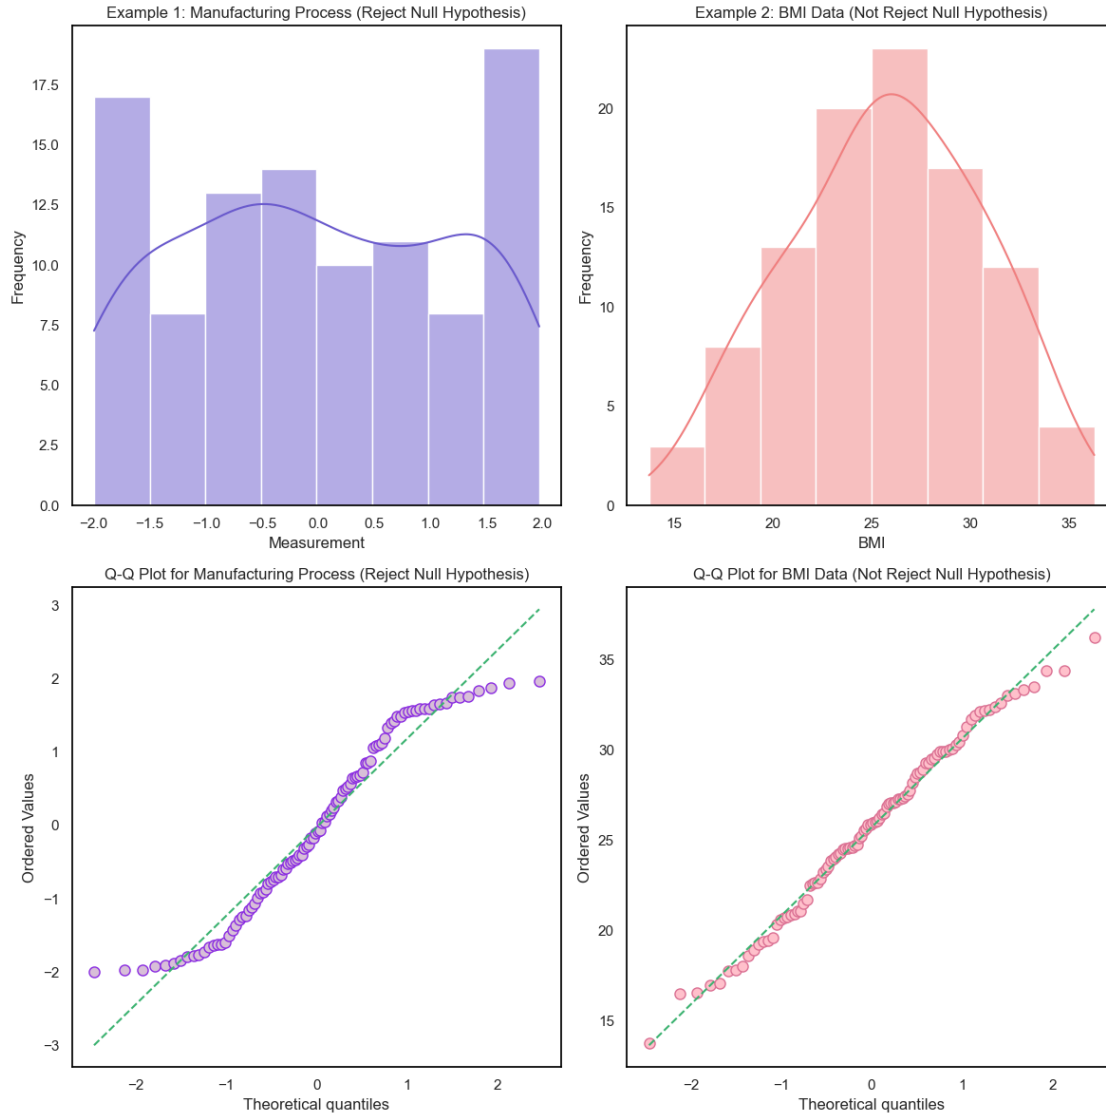 Example 1: Manufacturing Process (Reject Null Hypothesis)
17.5
15.0
12.5
10.0
7.5
5.0
2.5
0.0
Frequency
−2.0 −1.5 −1.0 −0.5 0.0 0.5 1.0 1.5 2.0
Measurement
Example 2: BMI Data (Not Reject Null Hypothesis)
20
15
10
5
0
Frequency
15 20 25 30 35
BMI
Q-Q Plot for Manufacturing Process (Reject Null Hypothesis)
3
2
1
0
−1
−2
−3
Ordered Values
−2 −1 0 1 2
Theoretical quantiles
Q-Q Plot for BMI Data (Not Reject Null Hypothesis)
35
30
25
20
15
Ordered Values
−2 −1 0 1 2
Theoretical quantiles